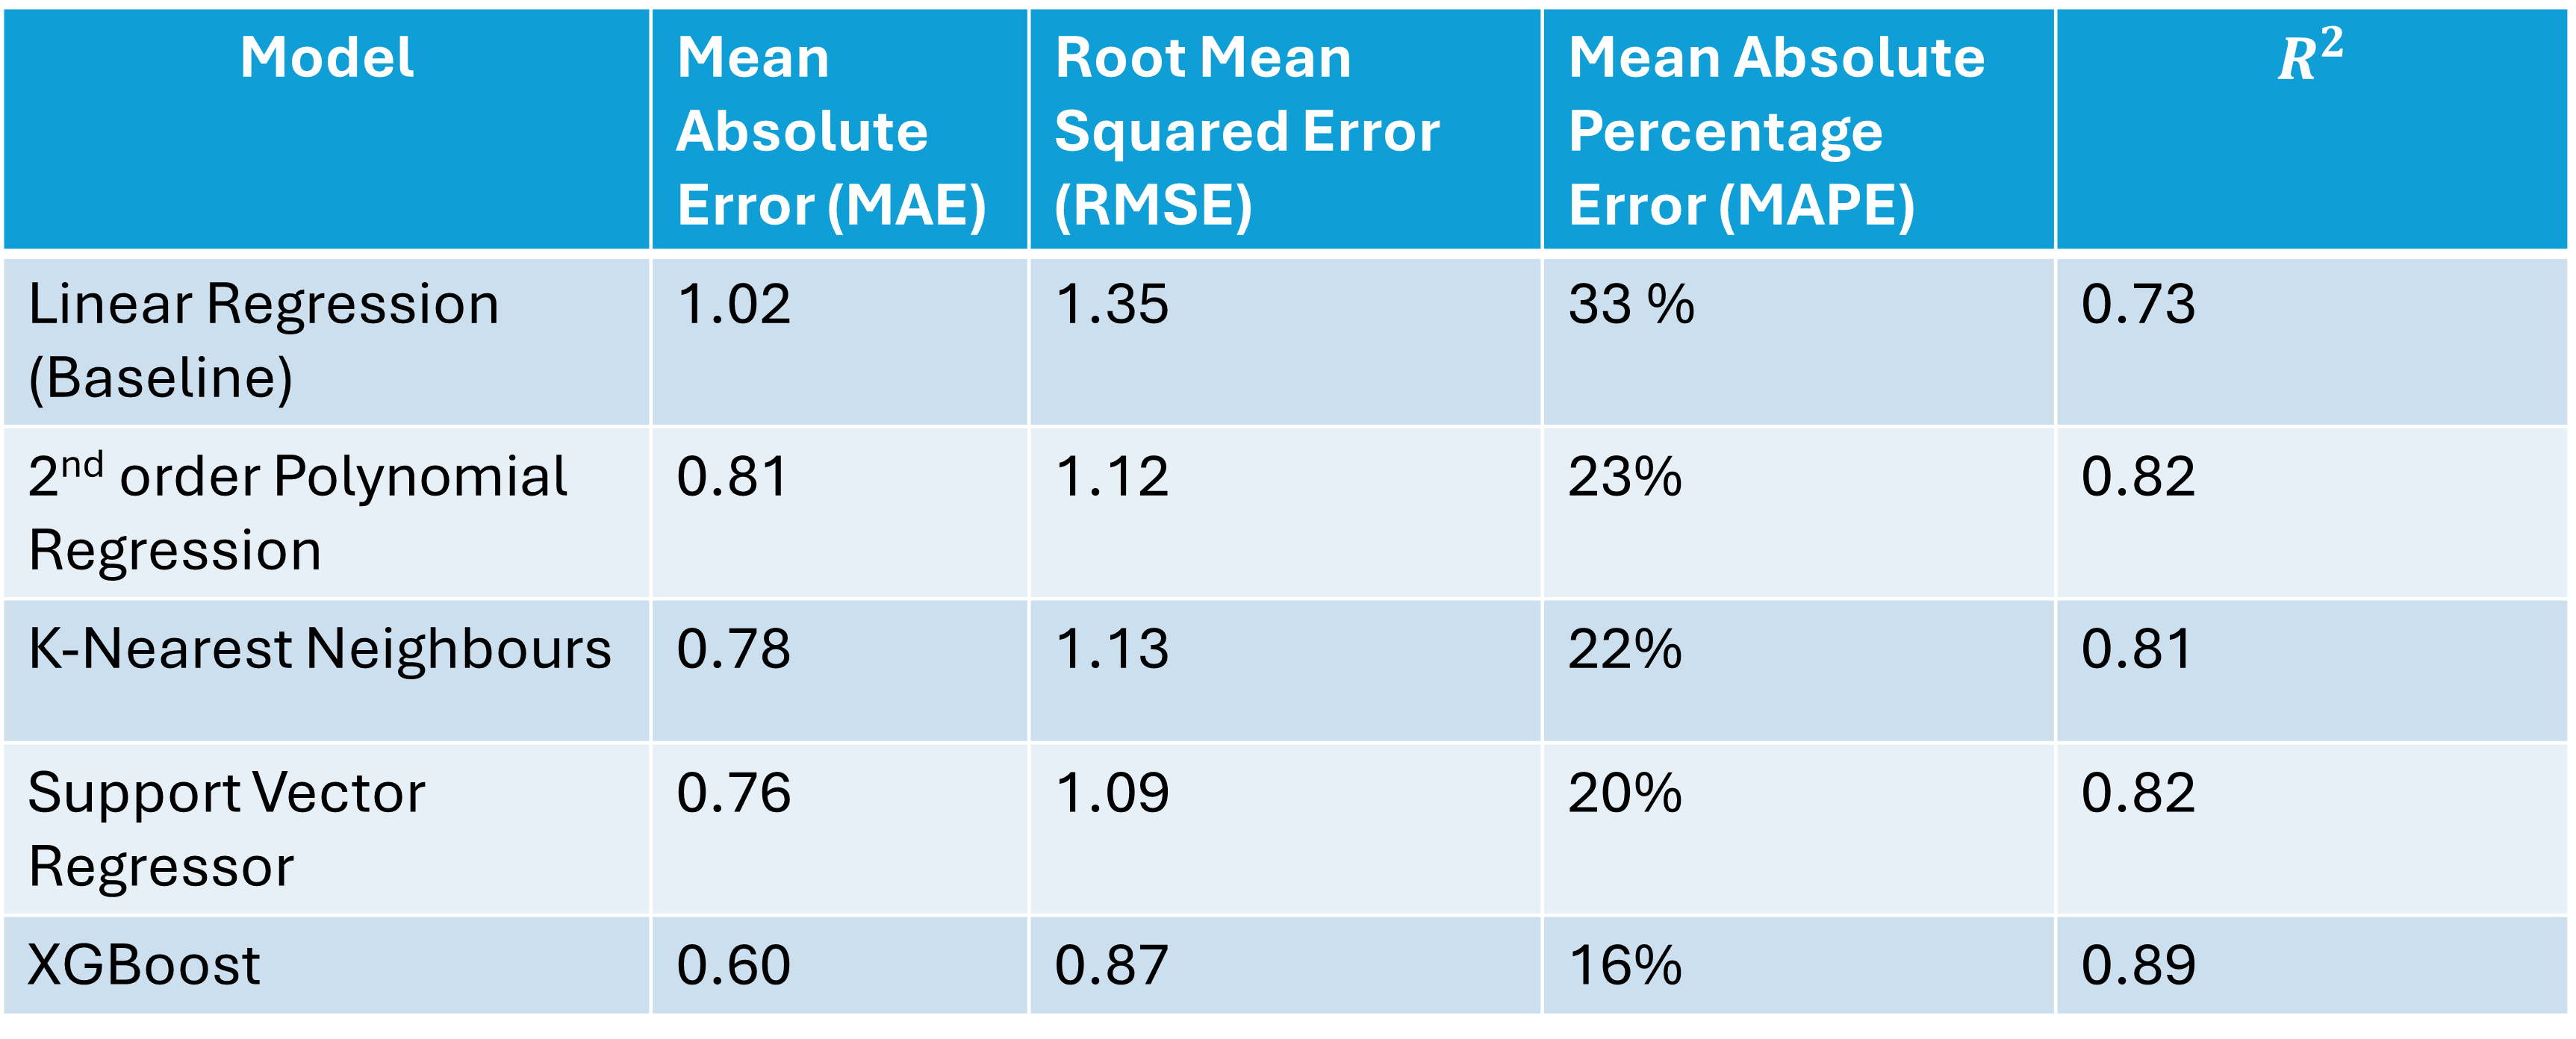 Model
Mean
Absolute
Error (MAE)
Root Mean
Squared Error
(RMSE)
Mean Absolute
Percentage
Error (MAPE)
R²
Linear Regression
(Baseline)
1.02
1.35
33 %
0.73
2nd order Polynomial
Regression
0.81
1.12
23%
0.82
K-Nearest Neighbours
0.78
1.13
22%
0.81
Support Vector
Regressor
0.76
1.09
20%
0.82
XGBoost
0.60
0.87
16%
0.89